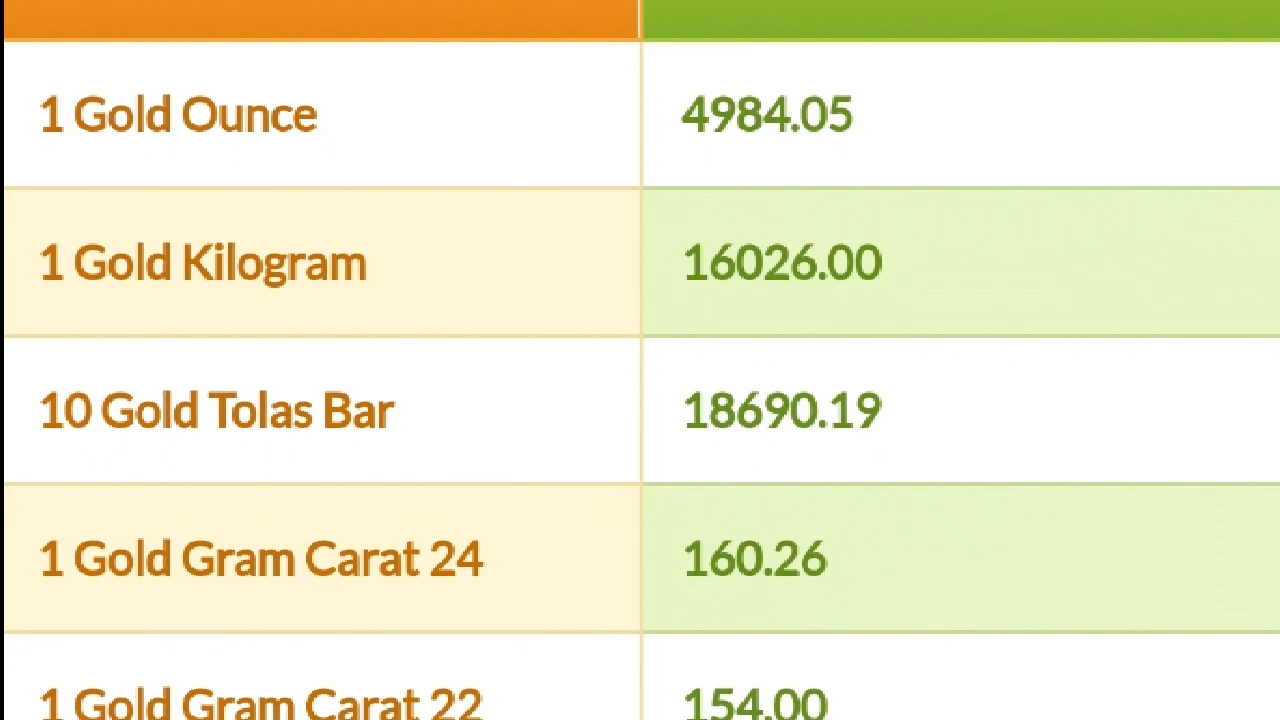 1 Gold Ounce 4984.05
1 Gold Kilogram 16026.00
10 Gold Tolas Bar 18690.19
1 Gold Gram Carat 24 160.26
1 Gold Gram Carat 22 154.00